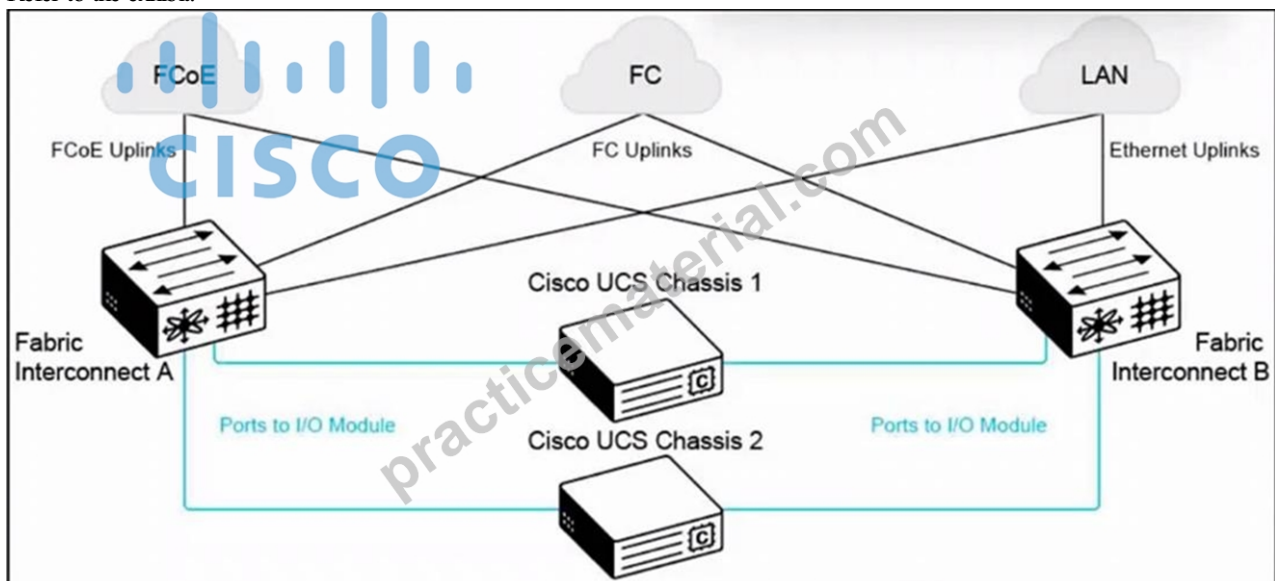 FCoE
FC
LAN
CISCO
FCoE Uplinks
FC Uplinks
Ethernet Uplinks
practicematerial.com
Cisco UCS Chassis 1
Fabric
Interconnect A
Fabric
Interconnect B
Ports to I/O Module
Ports to I/O Module
Cisco UCS Chassis 2
C
C